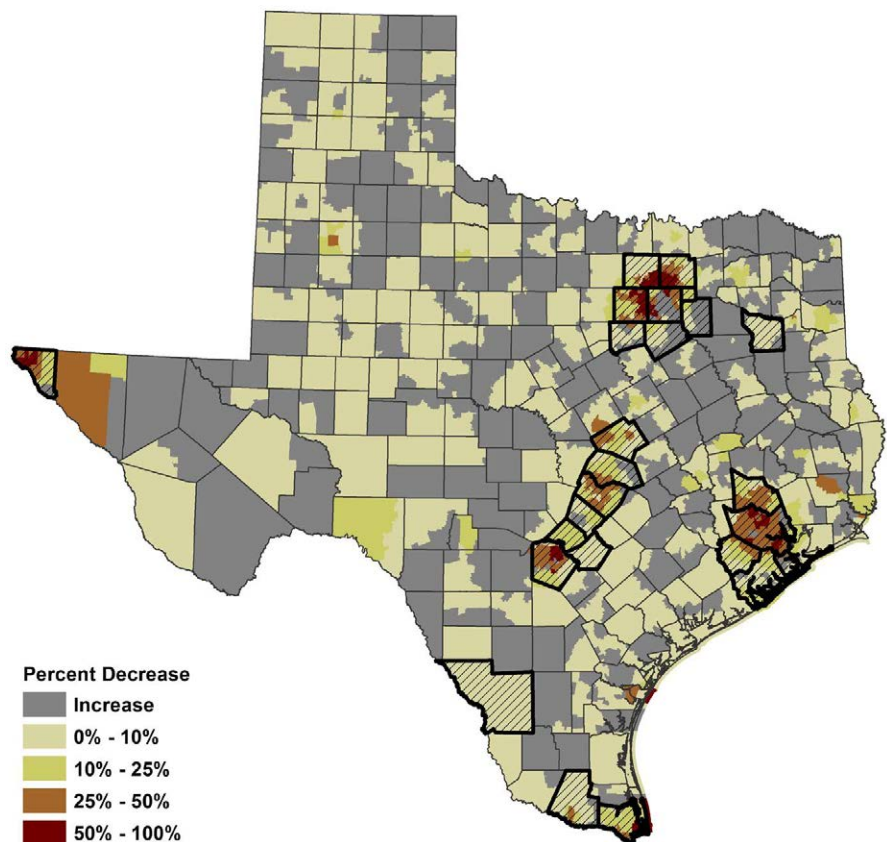 Percent Decrease
Increase
0% - 10%
10% - 25%
25% - 50%
50% - 100%